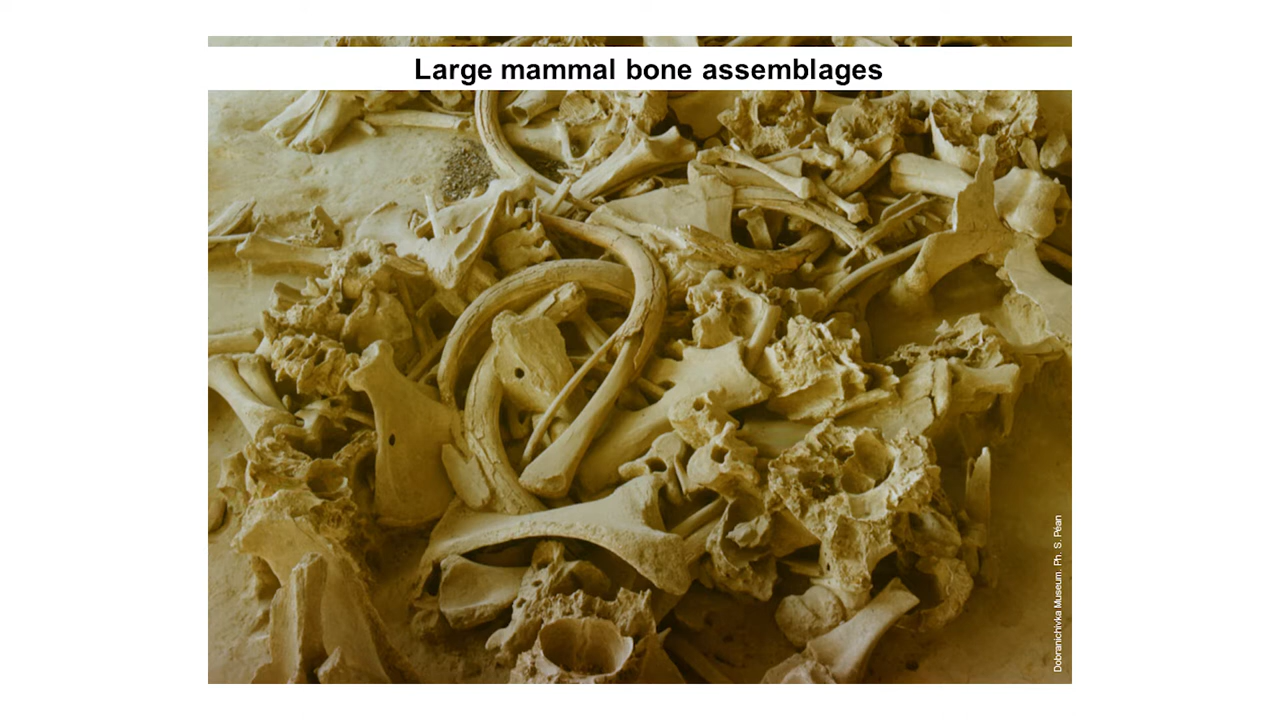 Large mammal bone assemblages
Dobranichivka Museum. Ph. S. Péan